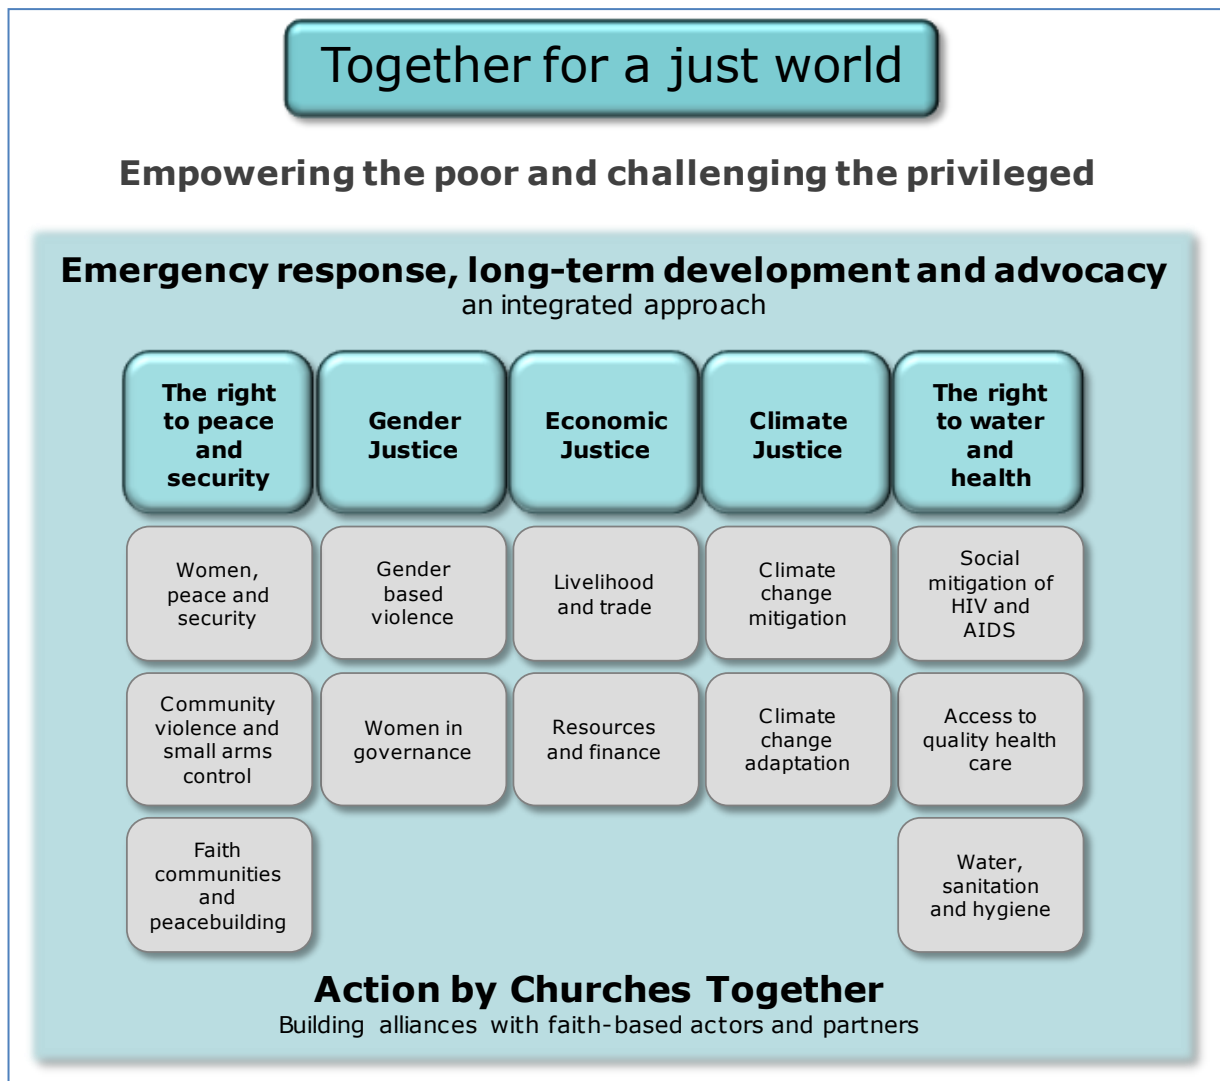 Together for a just world
Empowering the poor and challenging the privileged
Emergency response, long-term development and advocacy
an integrated approach
The right
to peace
and
security
Gender
Justice
Economic
Justice
Climate
Justice
The right
to water
and
health
Women,
peace and
security
Gender
based
violence
Livelihood
and trade
Climate
change
mitigation
Social
mitigation of
HIV and
AIDS
Community
violence and
small arms
control
Women in
governance
Resources
and finance
Climate
change
adaptation
Access to
quality health
care
Faith
communities
and
peacebuilding
Water,
sanitation
and hygiene
Action by Churches Together
Building alliances with faith-based actors and partners